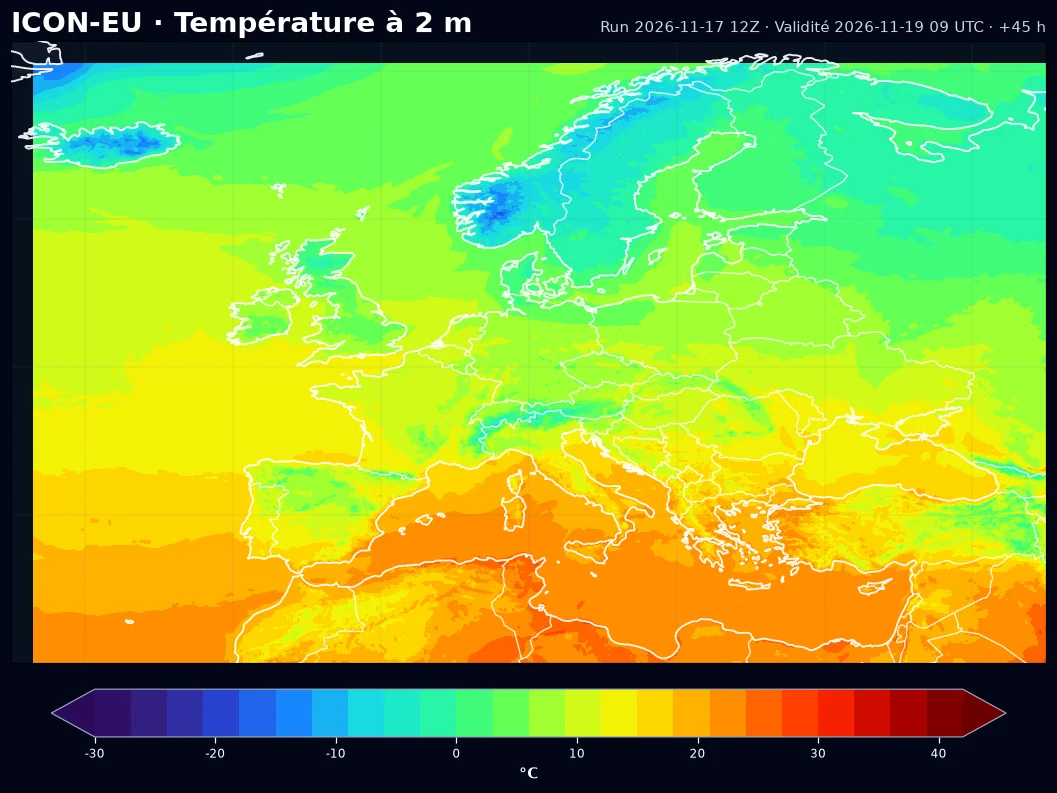 ICON-EU · Température à 2 m
Run 2026-11-17 12Z · Validité 2026-11-19 09 UTC · +45 h
-30 -20 -10 0 10 20 30 40
°C